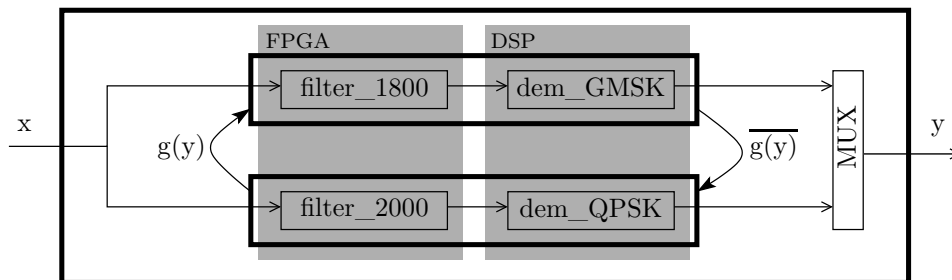 FPGA
DSP
filter_1800
dem_GMSK
x
g(y)
g(y)
MUX
y
filter_2000
dem_QPSK